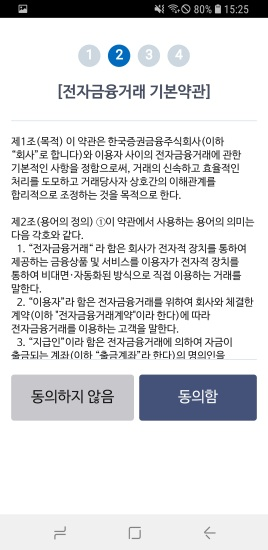 80% 15:25
1 2 3 4
[전자금융거래 기본약관]
제1조(목적) 이 약관은 한국증권금융주식회사(이하
"회사"로 합니다)와 이용자 사이의 전자금융거래에 관한
기본적인 사항을 정함으로써, 거래의 신속하고 효율적인
처리를 도모하고 거래당사자 상호간의 이해관계를
합리적으로 조정하는 것을 목적으로 한다.
제2조(용어의 정의) ①이 약관에서 사용하는 용어의 의미는
다음 각호와 같다.
1. "전자금융거래" 라 함은 회사가 전자적 장치를 통하여
제공하는 금융상품 및 서비스를 이용자가 전자적 장치를
통하여 비대면·자동화된 방식으로 직접 이용하는 거래를
말한다.
2. "이용자"라 함은 전자금융거래를 위하여 회사와 체결한
계약(이하 "전자금융거래계약"이라 한다)에 따라
전자금융거래를 이용하는 고객을 말한다.
3. "지급인"이라 함은 전자금융거래에 의하여 자금이
출금되는 계좌(이하 "출금계좌"라 한다)의 명의인을
동의하지 않음
동의함